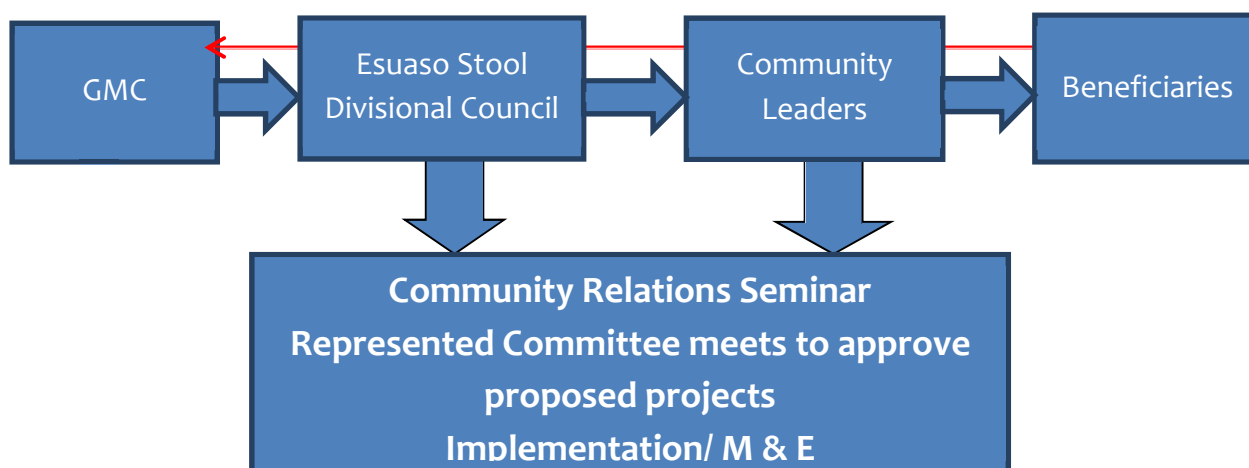 GMC
Esuaso Stool
Divisional Council
Community
Leaders
Beneficiaries
Community Relations Seminar
Represented Committee meets to approve
proposed projects
Implementation/ M & E